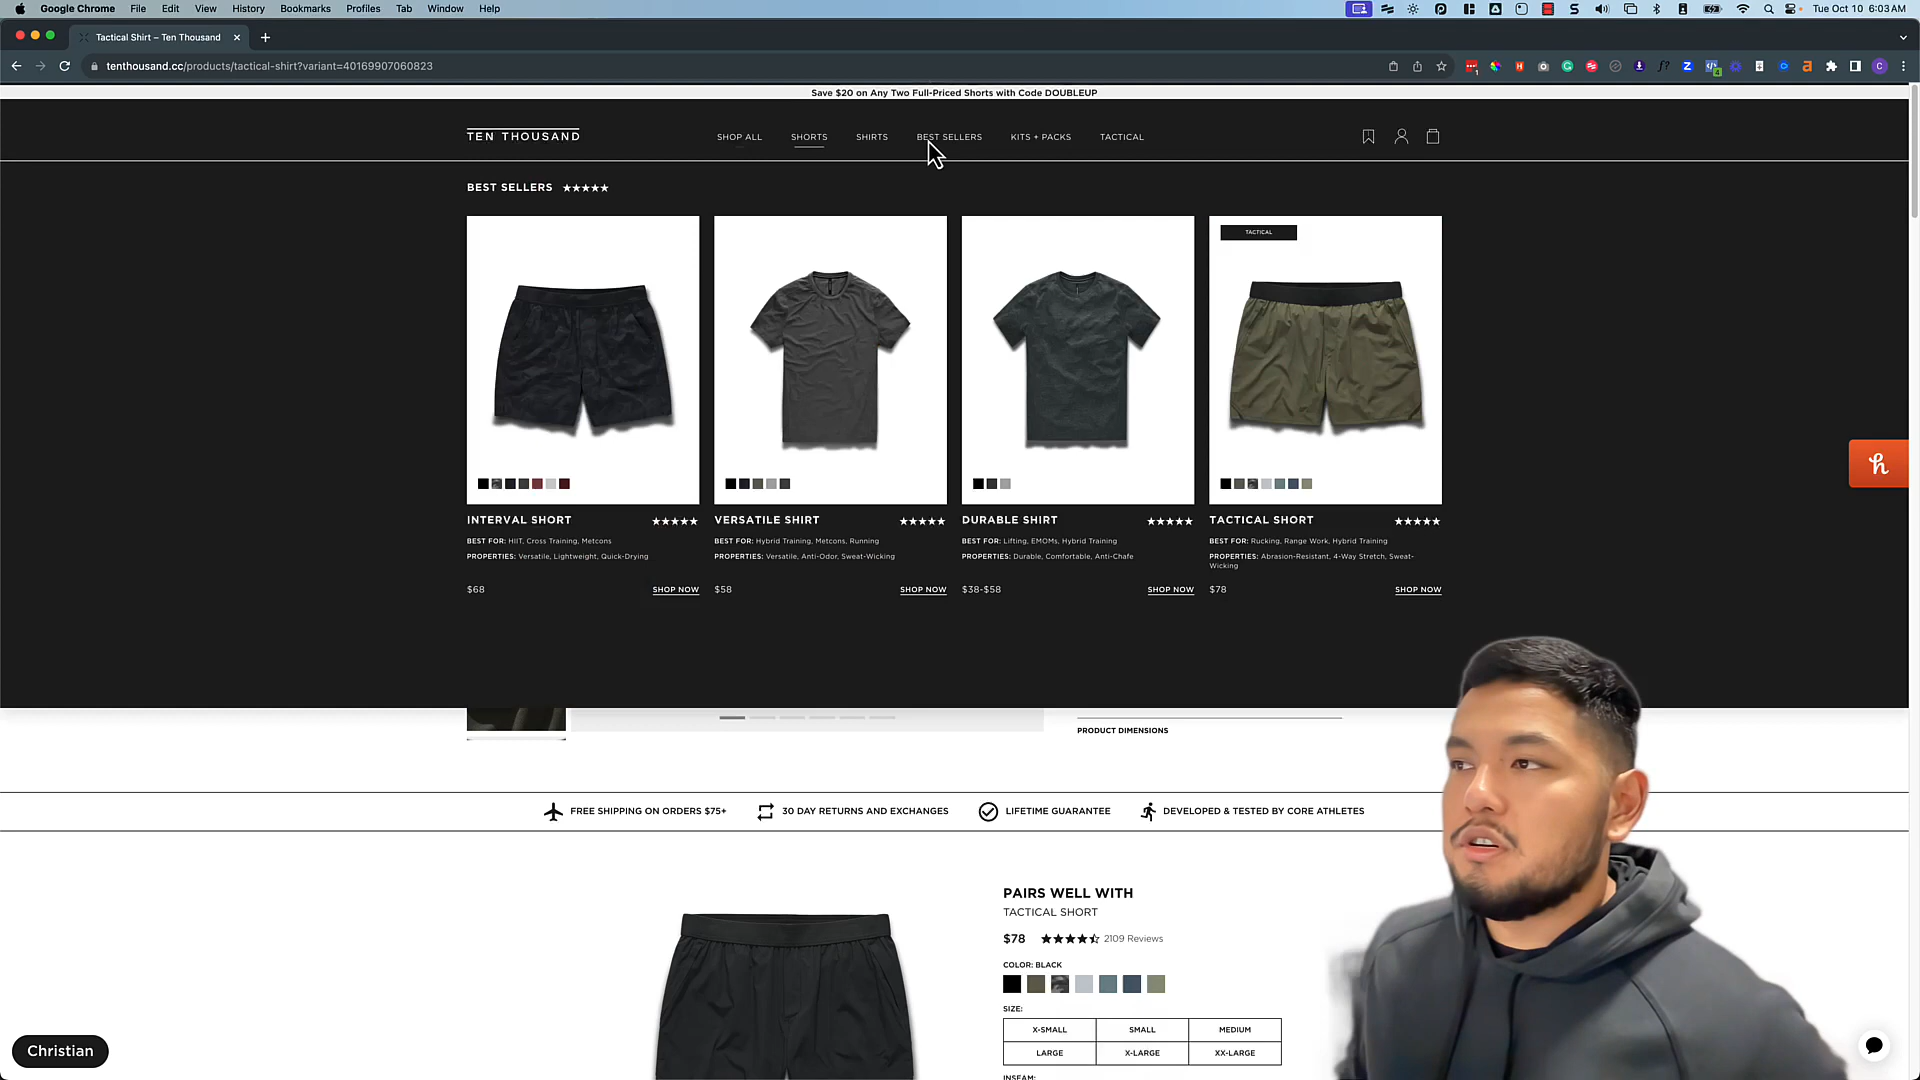 Google Chrome File Edit View History Bookmarks Profiles Tab Window Help
Tue Oct 10 6:03 AM
Tactical Shirt – Ten Thousand
tenthousand.cc/products/tactical-shirt?variant=40169907060823
Save $20 on Any Two Full-Priced Shorts with Code DOUBLEUP
TEN THOUSAND
SHOP ALL SHORTS SHIRTS BEST SELLERS KITS + PACKS TACTICAL
BEST SELLERS ★★★★★
TACTICAL
INTERVAL SHORT ★★★★★
BEST FOR: HIIT, Cross Training, Metcons
PROPERTIES: Versatile, Lightweight, Quick-Drying
$68 SHOP NOW
VERSATILE SHIRT ★★★★★
BEST FOR: Hybrid Training, Metcons, Running
PROPERTIES: Versatile, Anti-Odor, Sweat-Wicking
$58 SHOP NOW
DURABLE SHIRT ★★★★★
BEST FOR: Lifting, EMOMs, Hybrid Training
PROPERTIES: Durable, Comfortable, Anti-Chafe
$38-$58 SHOP NOW
TACTICAL SHORT ★★★★★
BEST FOR: Rucking, Range Work, Hybrid Training
PROPERTIES: Abrasion-Resistant, 4-Way Stretch, Sweat-
Wicking
$78 SHOP NOW
PRODUCT DIMENSIONS
FREE SHIPPING ON ORDERS $75+ 30 DAY RETURNS AND EXCHANGES LIFETIME GUARANTEE DEVELOPED & TESTED BY CORE ATHLETES
PAIRS WELL WITH
TACTICAL SHORT
$78 2109 Reviews
COLOR: BLACK
SIZE:
X-SMALL SMALL MEDIUM
LARGE X-LARGE XX-LARGE
INSEAM:
Christian